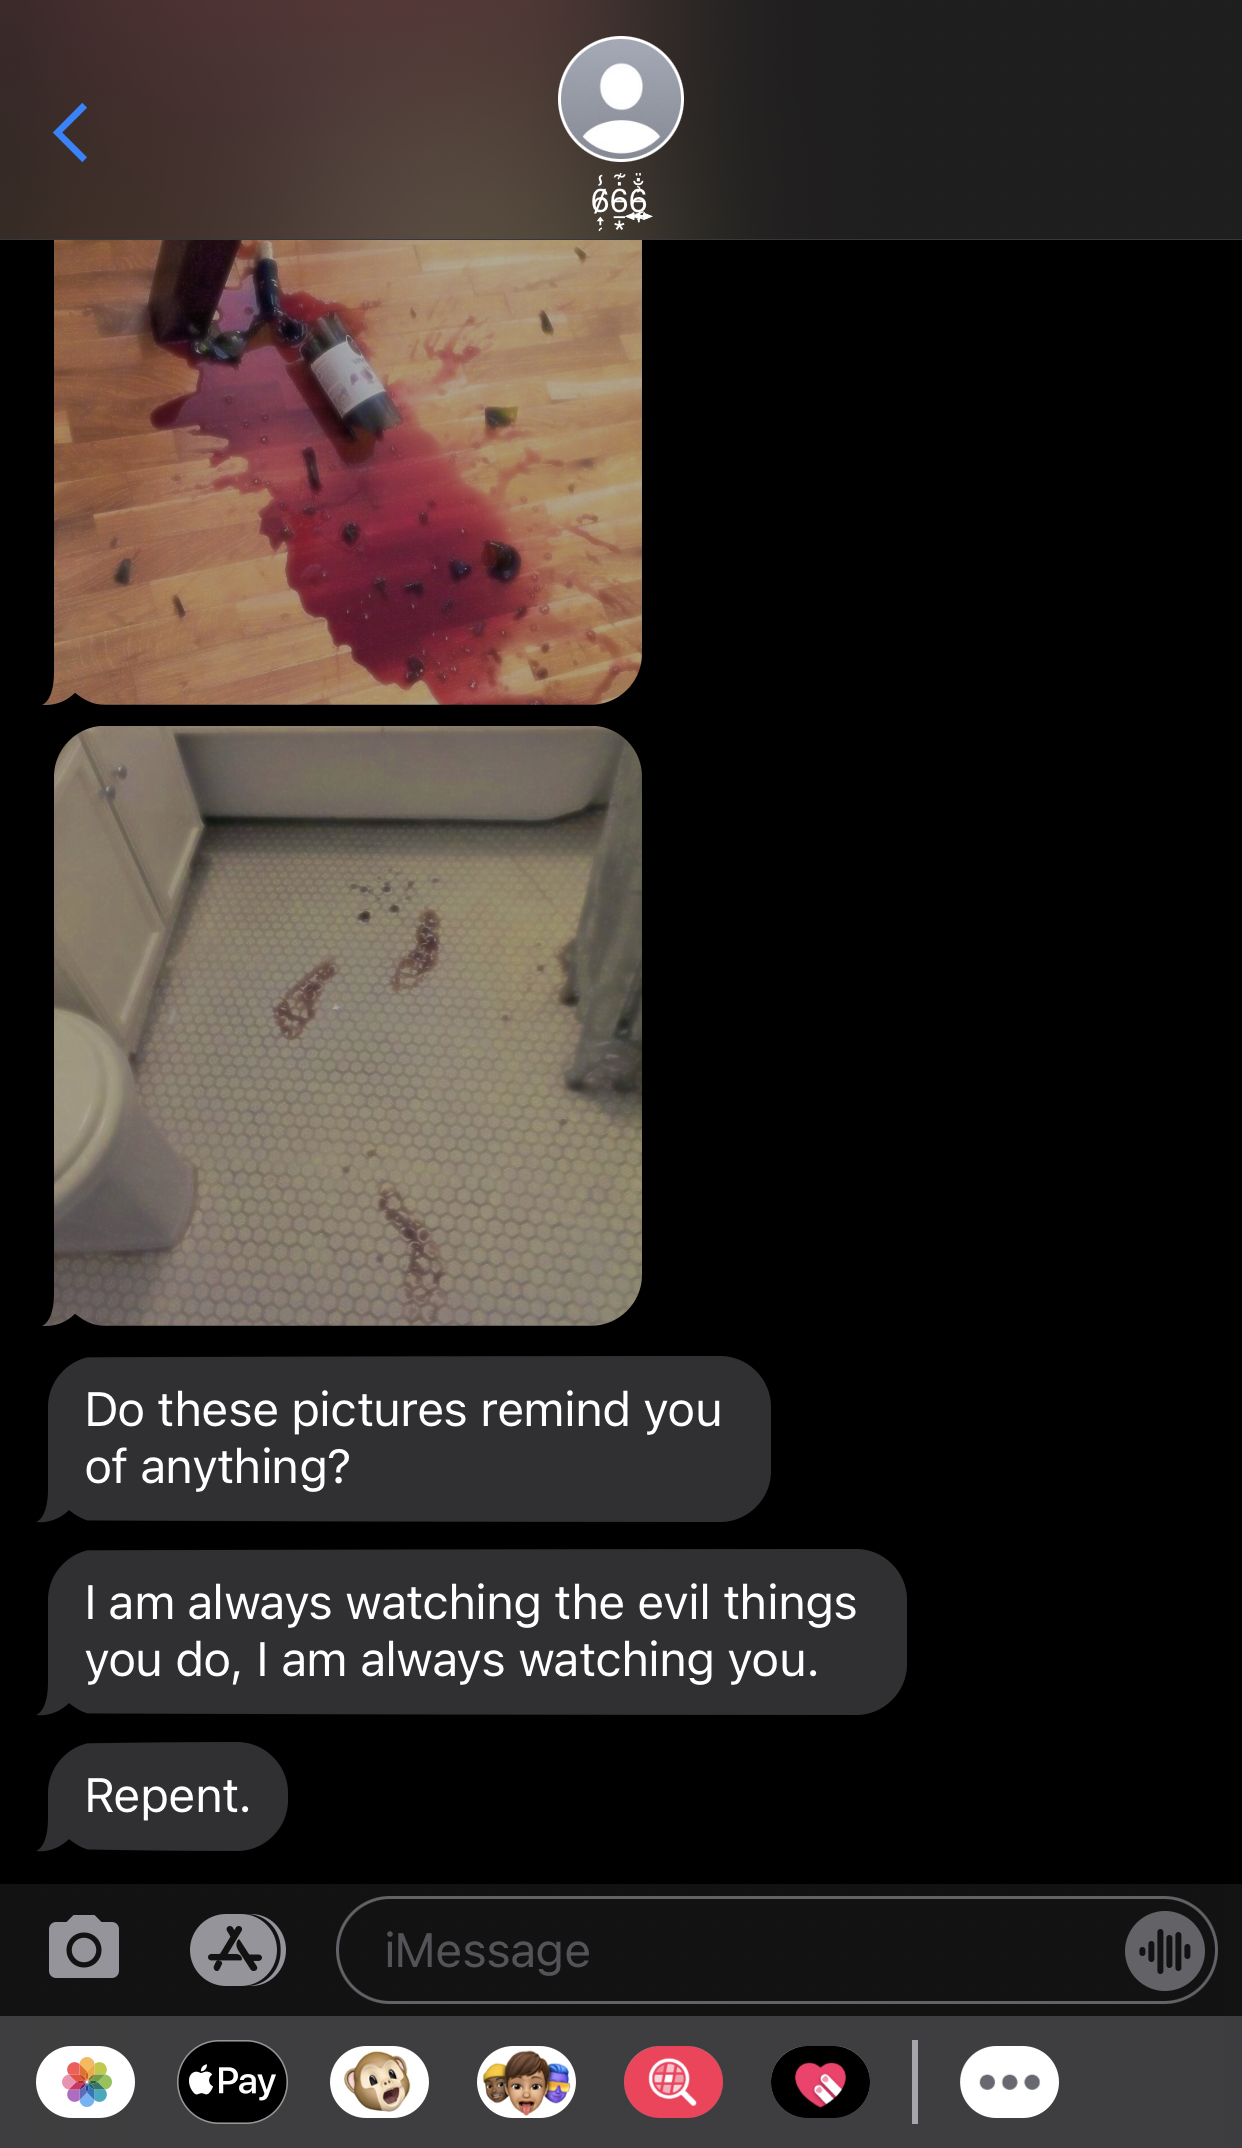 666
Do these pictures remind you
of anything?
I am always watching the evil things
you do, I am always watching you.
Repent.
iMessage
Pay